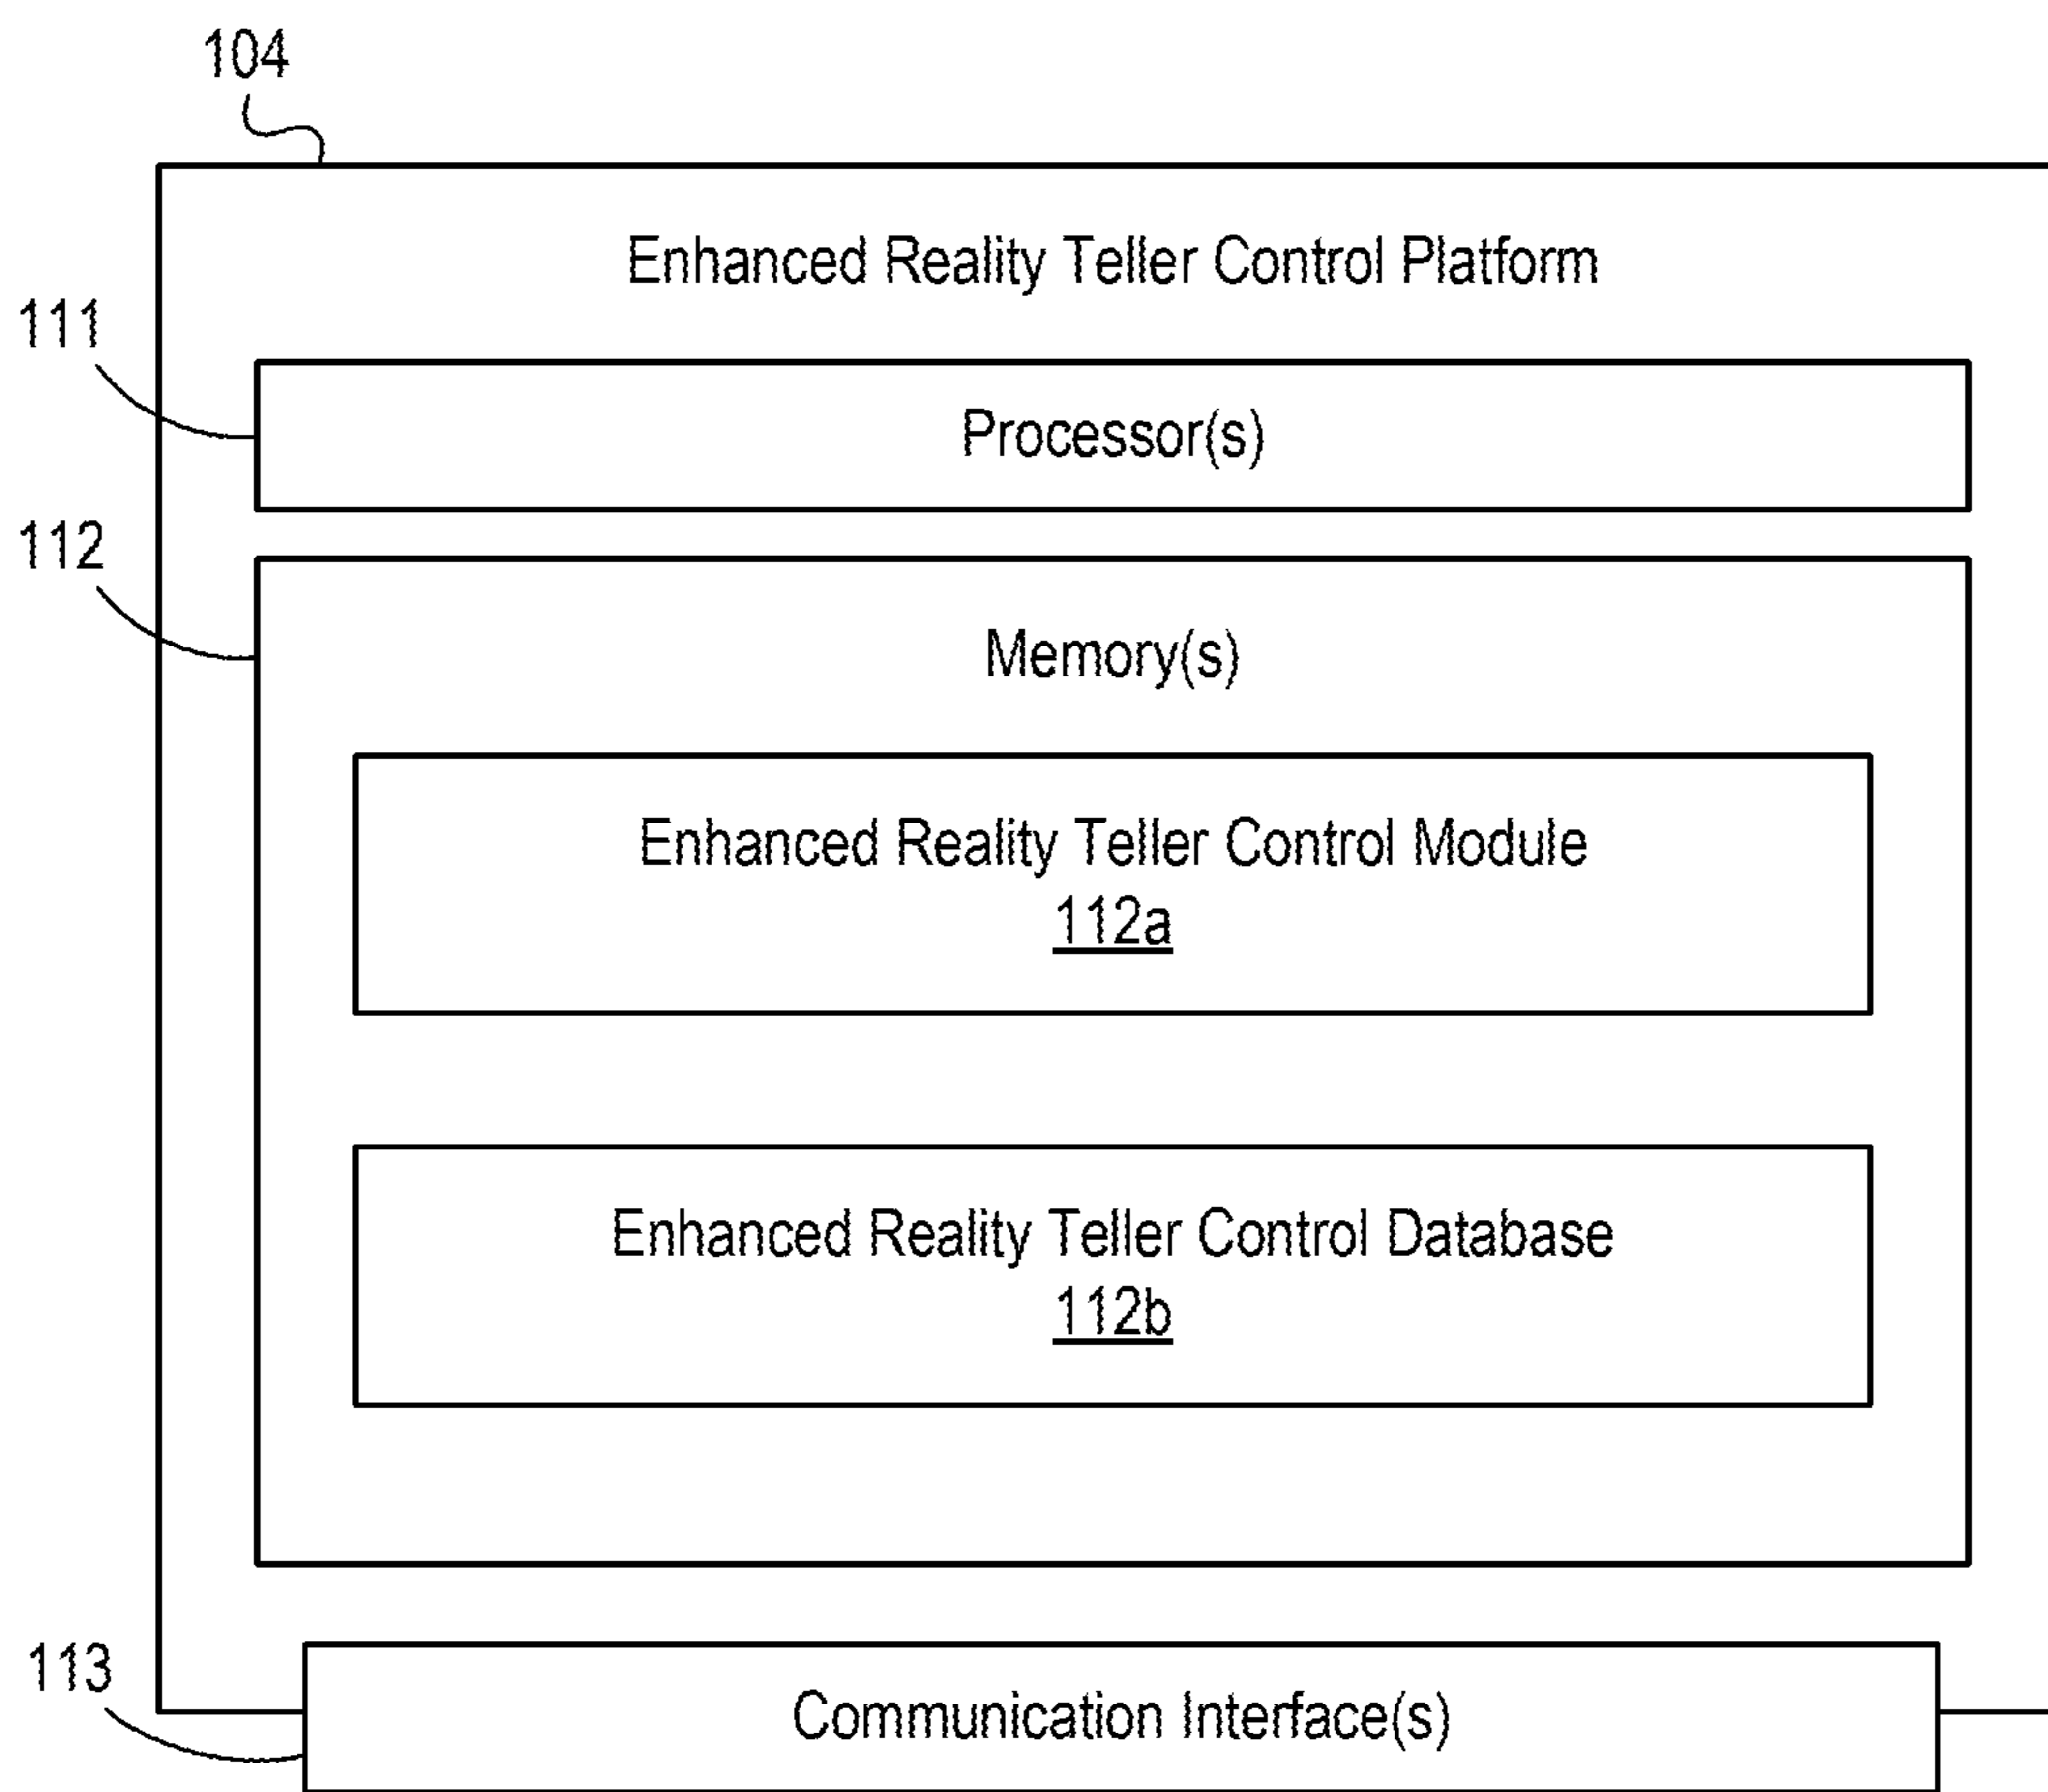 104
Enhanced Reality Teller Control Platform
111
Processor(s)
112
Memory(s)
Enhanced Reality Teller Control Module
112a
Enhanced Reality Teller Control Database
112b
113
Communication Interface(s)